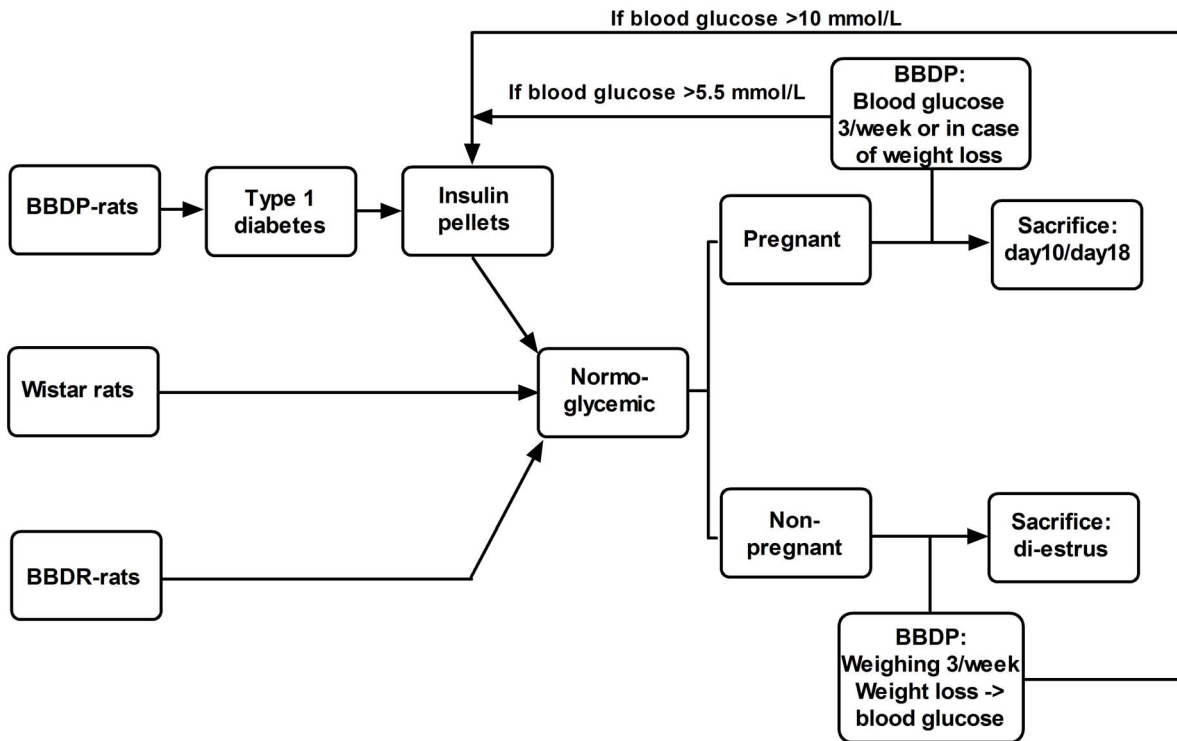 If blood glucose >10 mmol/L
If blood glucose >5.5 mmol/L
BBDP:
Blood glucose
3/week or in case
of weight loss
BBDP-rats
Type 1
diabetes
Insulin
pellets
Pregnant
Sacrifice:
day10/day18
Wistar rats
Normo-
glycemic
BBDR-rats
Non-
pregnant
Sacrifice:
di-estrus
BBDP:
Weighing 3/week
Weight loss ->
blood glucose